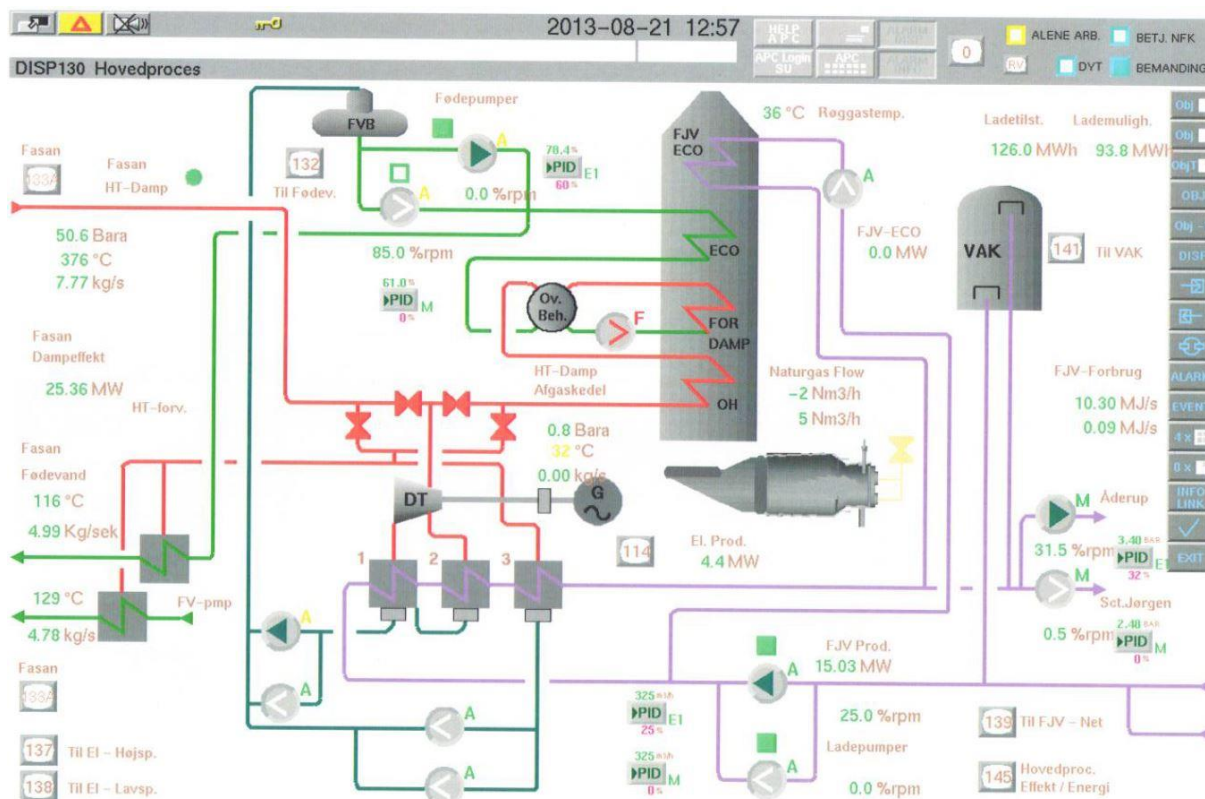 2013-08-21 12:57
HELP
APC
APC Login
SU
APC
0
RV
ALENE ARB.
BETJ. NFK
DYT
BEMANDING
DISP130 Hovedproces
FVB
Fødepumper
A
A
132
Til Fødev.
0.0 %rpm
85.0 %rpm
78.4%
PID E1
60%
61.0%
PID M
0%
Fasan
133A
Fasan
HT-Damp
50.6 Bara
376 °C
7.77 kg/s
Fasan
Dampeffekt
25.36 MW
HT-forv.
Fasan
Fødevand
116 °C
4.99 Kg/sek
129 °C
4.78 kg/s
FV-pmp
Fasan
133A
137 Til El - Højsp.
138 Til El - Lavsp.
FJV
ECO
ECO
FOR
DAMP
OH
Ov.
Beh.
F
HT-Damp
Afgaskedel
0.8 Bara
32 °C
0.00 kg/s
DT
G
1
2
3
114
El. Prod.
4.4 MW
36 °C Røggastemp.
A
FJV-ECO
0.0 MW
Naturgas Flow
-2 Nm3/h
5 Nm3/h
Ladetilst.
126.0 MWh
Lademuligh.
93.8 MWh
VAK
141 Til VAK
FJV-Forbrug
10.30 MJ/s
0.09 MJ/s
M
Åderup
31.5 %rpm
3.40 BAR
PID
32%
M
Sct.Jørgen
0.5 %rpm
2.48 BAR
PID M
0%
A
A
A
A
FJV Prod.
15.03 MW
A
25.0 %rpm
Ladepumper
A
0.0 %rpm
PID E1
25%
PID M
0%
139 Til FJV - Net
145 Hovedproc.
Effekt / Energi
Obj
Obj
ObjT
OBJ
Obj -
DISP
ALARM
EVENT
4 x
8 x
INFO
LINK
EXIT